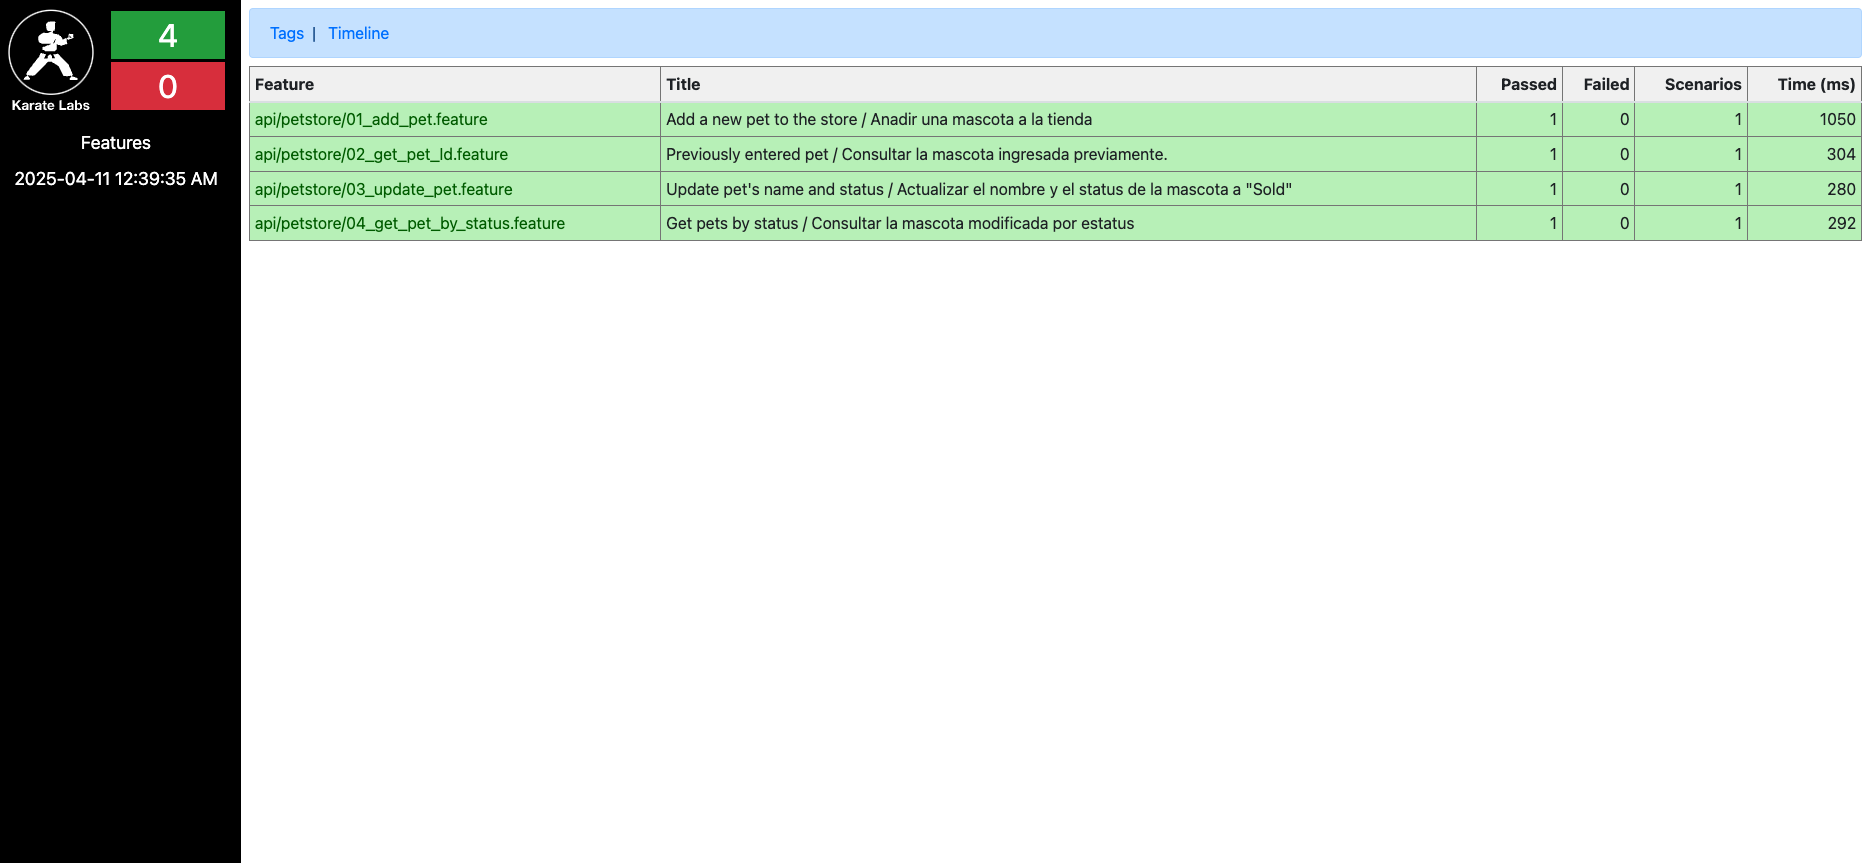 4
0
Karate Labs
Features
2025-04-11 12:39:35 AM
Tags | Timeline
Feature Title Passed Failed Scenarios Time (ms)
api/petstore/01_add_pet.feature Add a new pet to the store / Anadir una mascota a la tienda 1 0 1 1050
api/petstore/02_get_pet_Id.feature Previously entered pet / Consultar la mascota ingresada previamente. 1 0 1 304
api/petstore/03_update_pet.feature Update pet's name and status / Actualizar el nombre y el status de la mascota a "Sold" 1 0 1 280
api/petstore/04_get_pet_by_status.feature Get pets by status / Consultar la mascota modificada por estatus 1 0 1 292